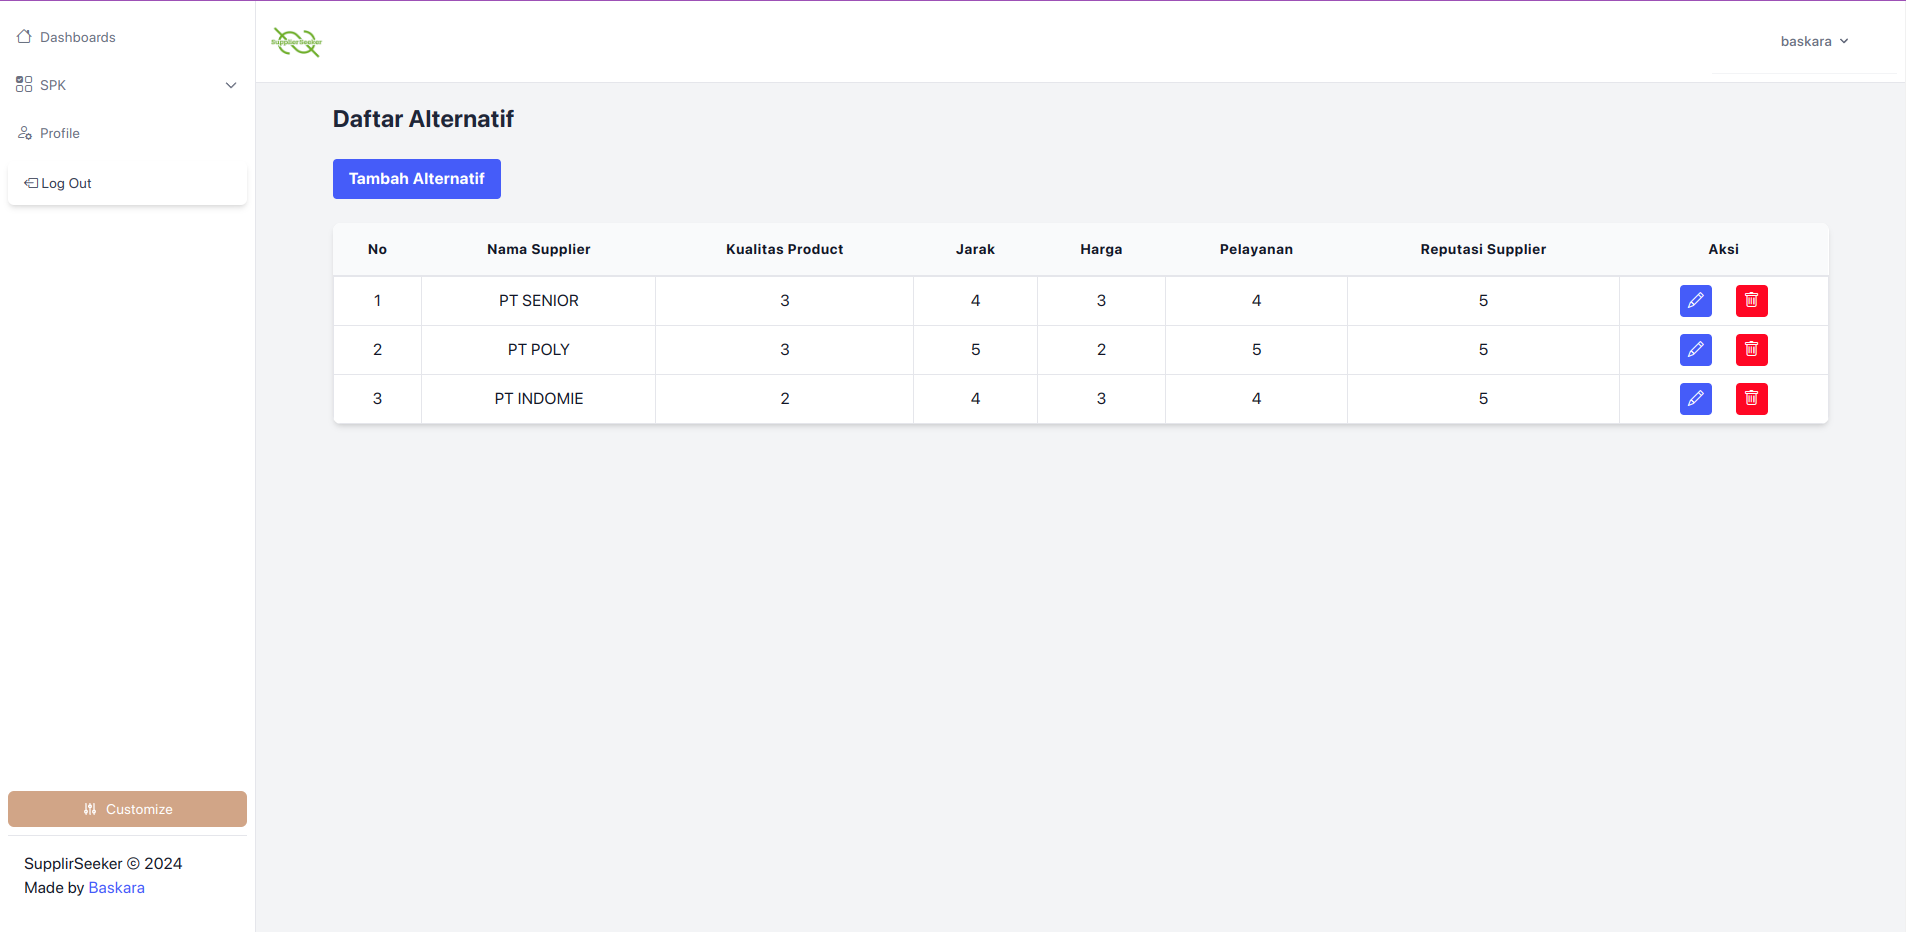 Dashboards
SPK
Profile
Log Out
Customize
SupplirSeeker © 2024
Made by Baskara
SupplierSeeker
baskara
Daftar Alternatif
Tambah Alternatif
No Nama Supplier Kualitas Product Jarak Harga Pelayanan Reputasi Supplier Aksi
1 PT SENIOR 3 4 3 4 5
2 PT POLY 3 5 2 5 5
3 PT INDOMIE 2 4 3 4 5